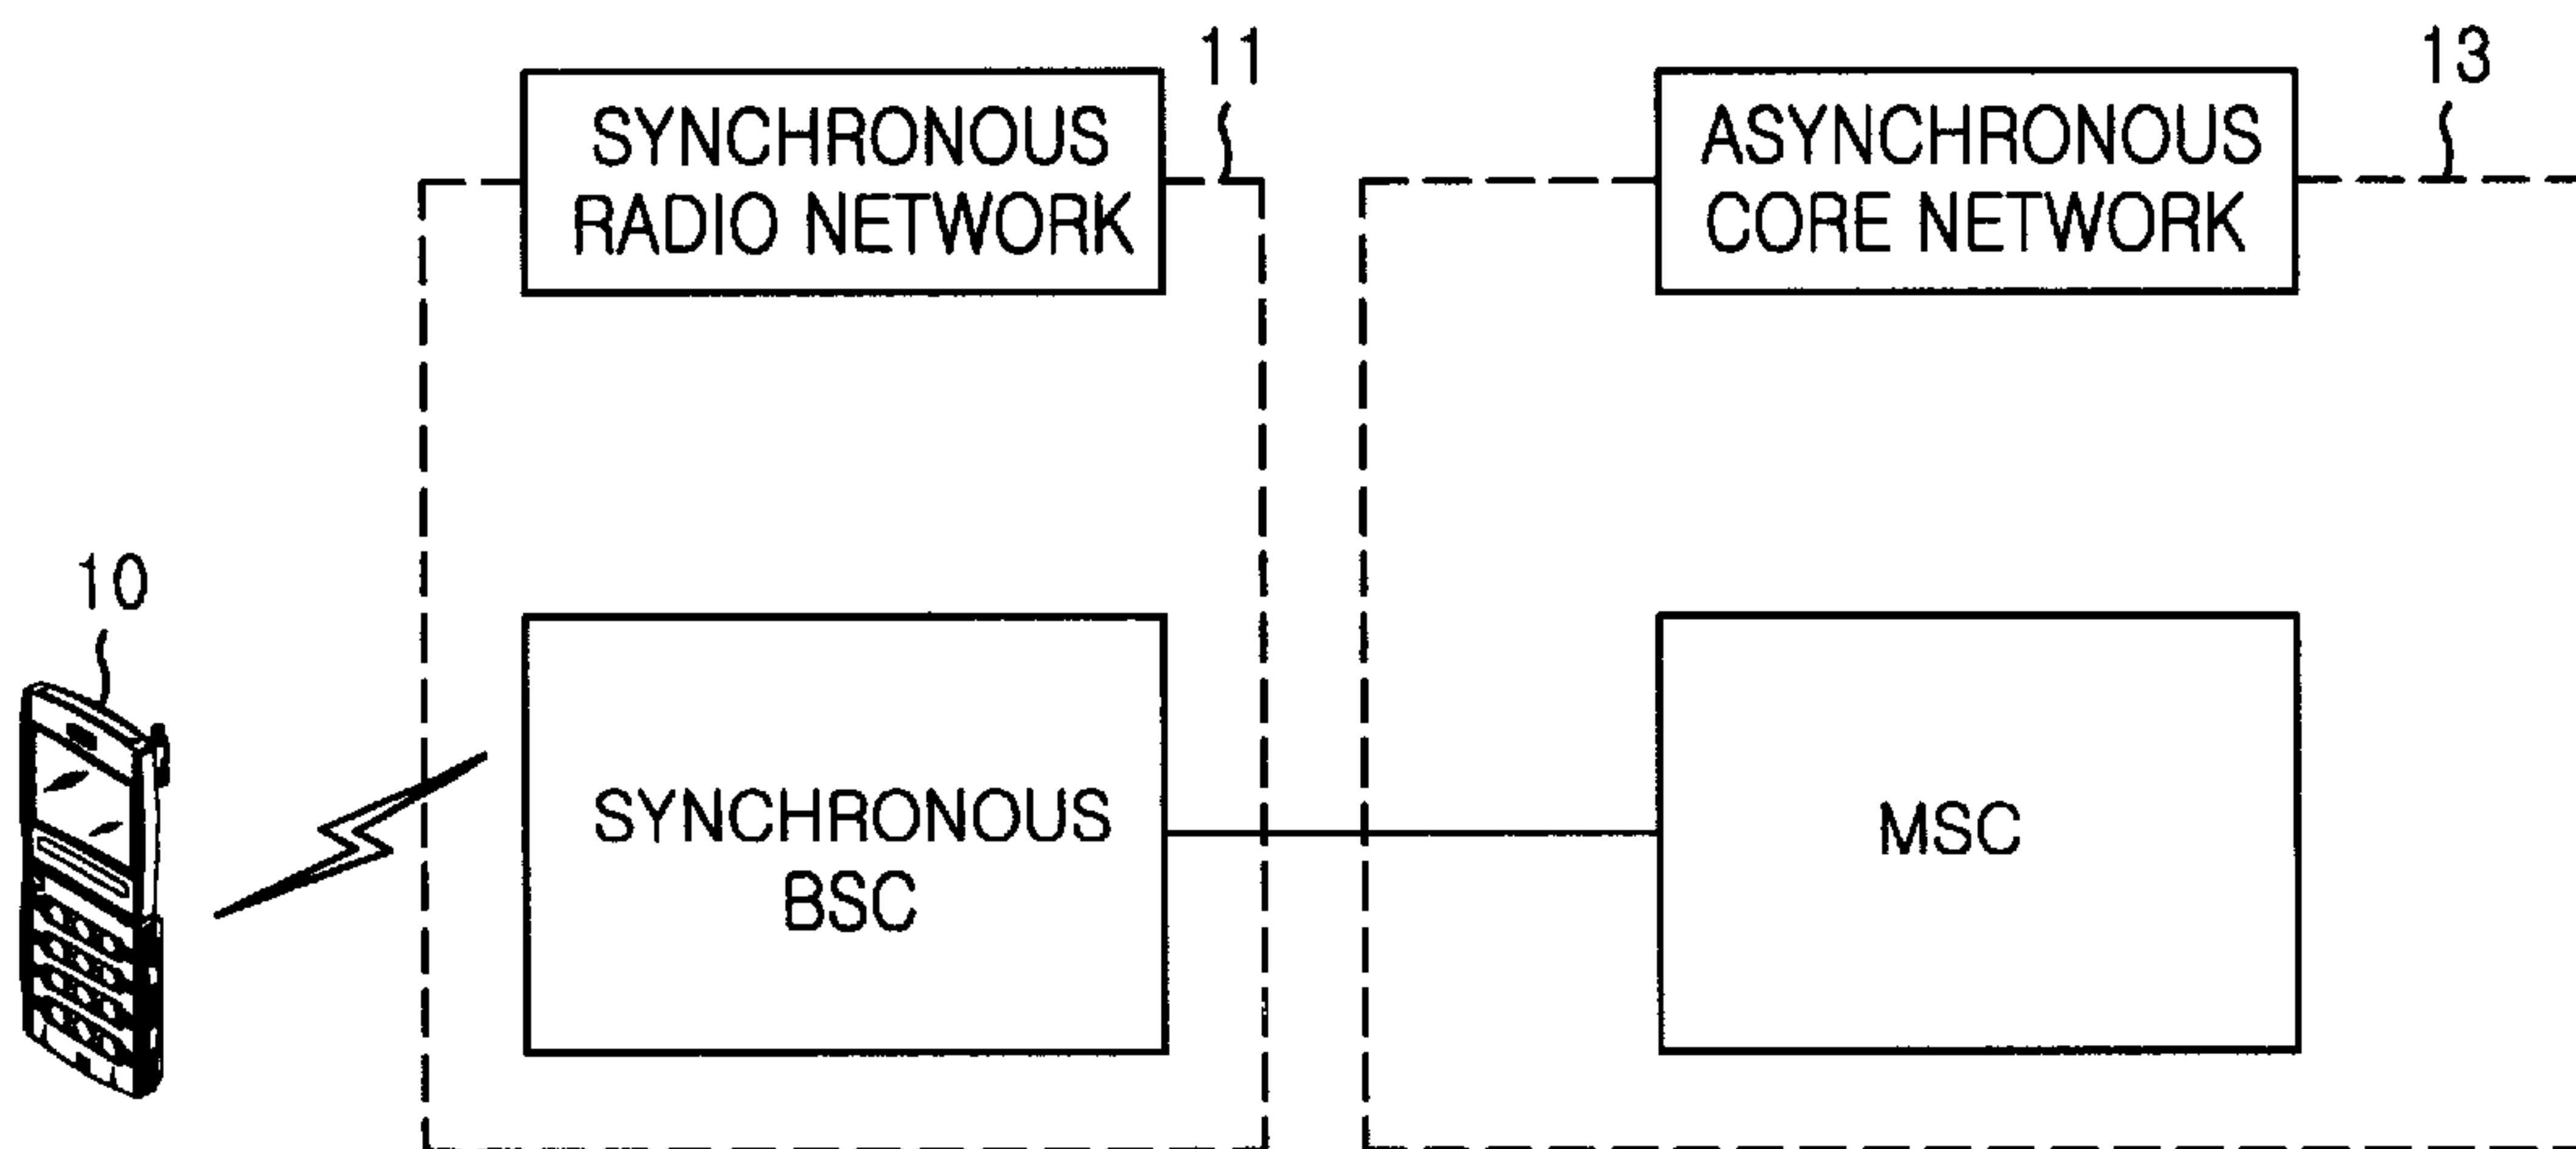 11
13
SYNCHRONOUS
RADIO NETWORK
ASYNCHRONOUS
CORE NETWORK
10
SYNCHRONOUS
BSC
MSC